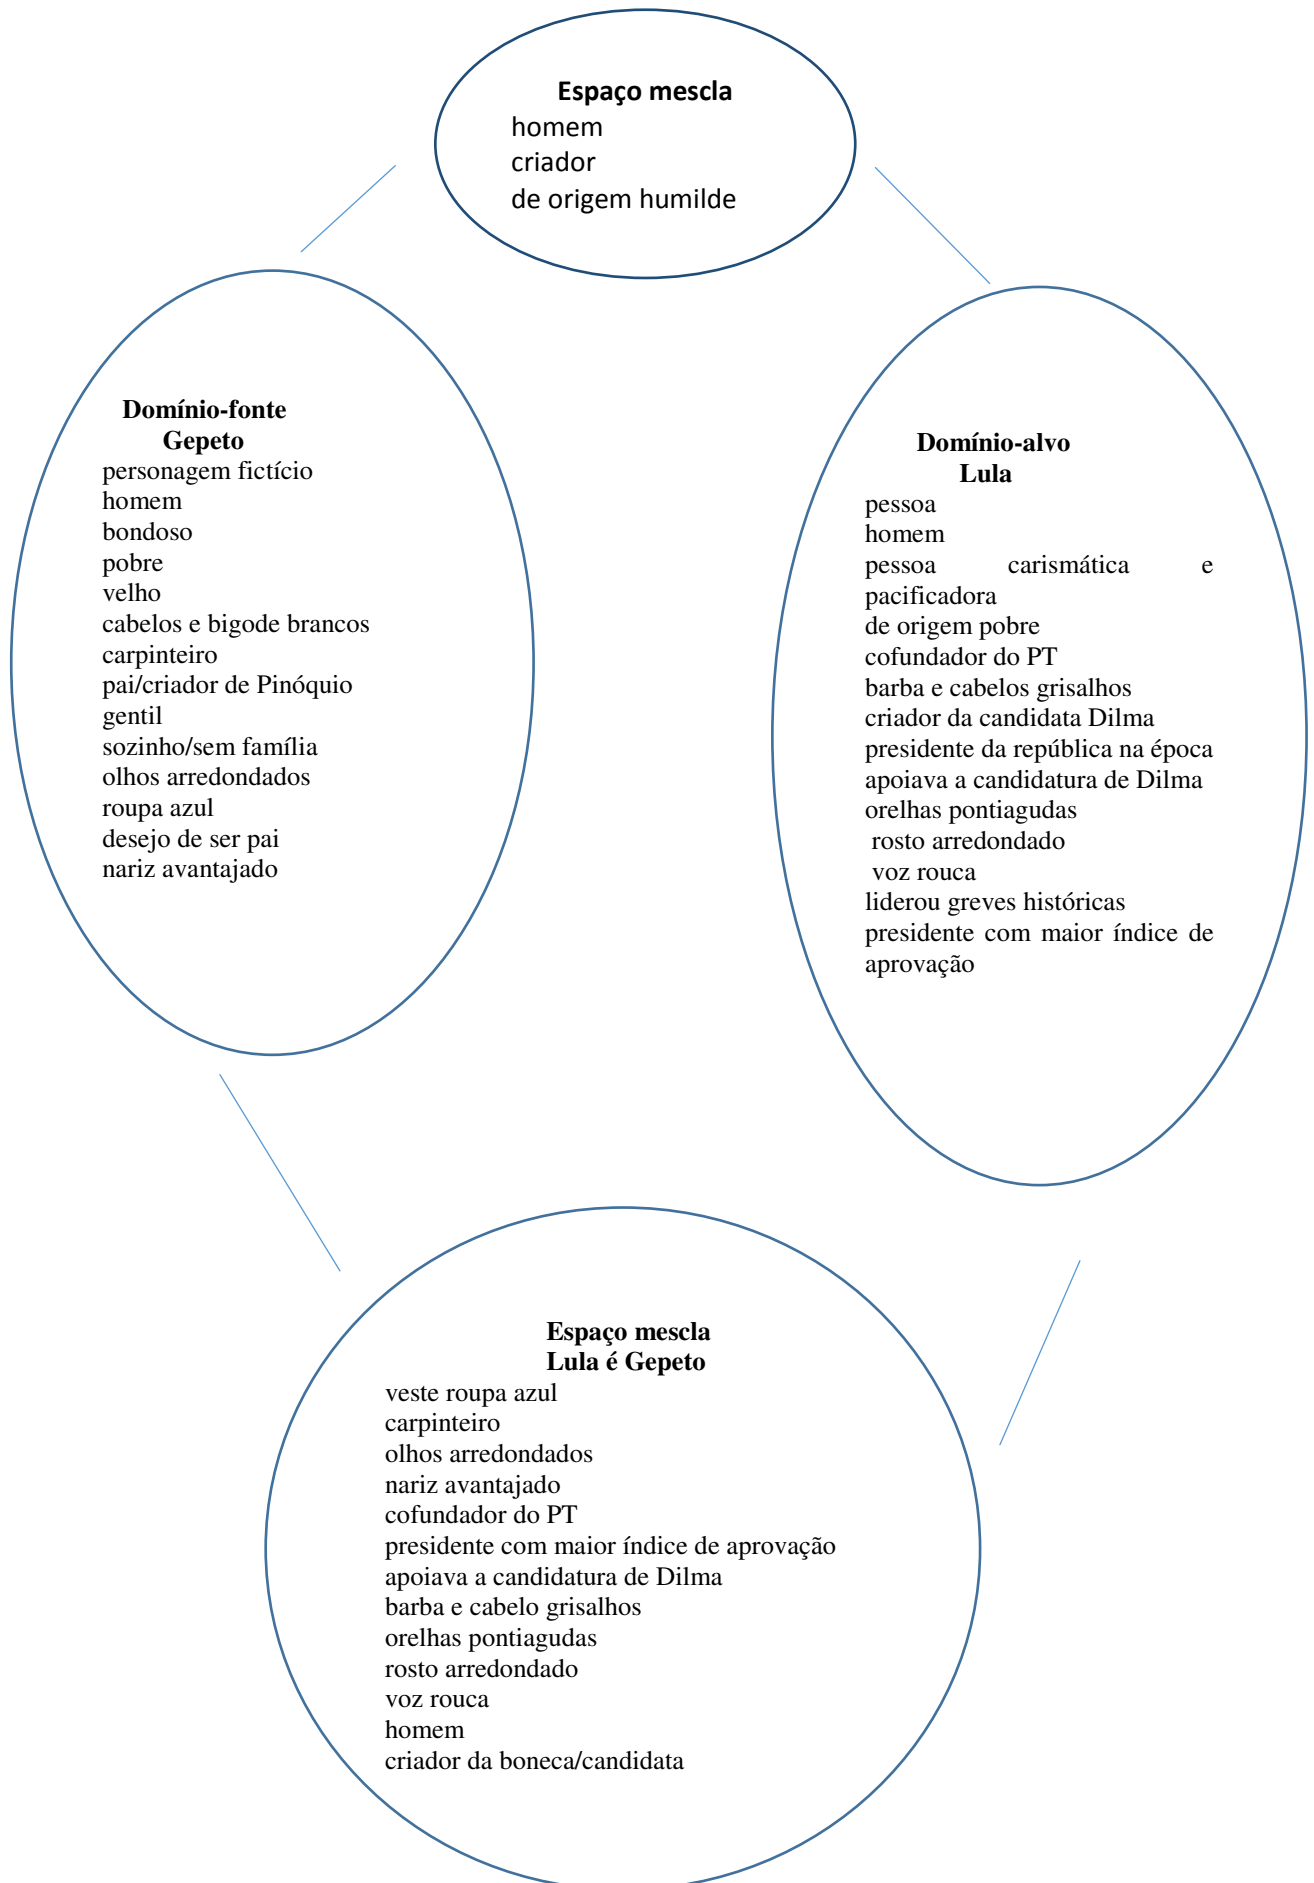 Espaço mescla
homem
criador
de origem humilde
Domínio-fonte
Gepeto
personagem fictício
homem
bondoso
pobre
velho
cabelos e bigode brancos
carpinteiro
pai/criador de Pinóquio
gentil
sozinho/sem família
olhos arredondados
roupa azul
desejo de ser pai
nariz avantajado
Domínio-alvo
Lula
pessoa
homem
pessoa carismática e
pacificadora
de origem pobre
cofundador do PT
barba e cabelos grisalhos
criador da candidata Dilma
presidente da república na época
apoiava a candidatura de Dilma
orelhas pontiagudas
rosto arredondado
voz rouca
liderou greves históricas
presidente com maior índice de
aprovação
Espaço mescla
Lula é Gepeto
veste roupa azul
carpinteiro
olhos arredondados
nariz avantajado
cofundador do PT
presidente com maior índice de aprovação
apoiava a candidatura de Dilma
barba e cabelo grisalhos
orelhas pontiagudas
rosto arredondado
voz rouca
homem
criador da boneca/candidata